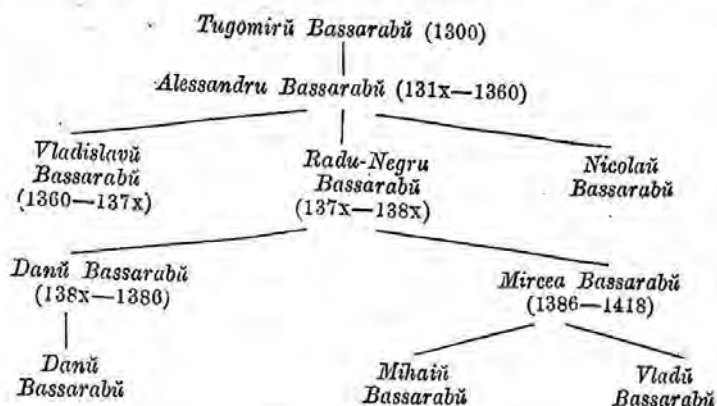 Tugomirŭ Bassarabŭ (1300)
Alessandru Bassarabŭ (131x—1360)
Vladislavŭ
Bassarabŭ
(1360—137x)
Radu-Negru
Bassarabŭ
(137x—138x)
Nicolaŭ
Bassarabŭ
Danŭ Bassarabŭ
(138x—1386)
Mircea Bassarabŭ
(1386—1418)
Danŭ
Bassarabŭ
Mihaiŭ
Bassarabŭ
Vladŭ
Bassarabŭ